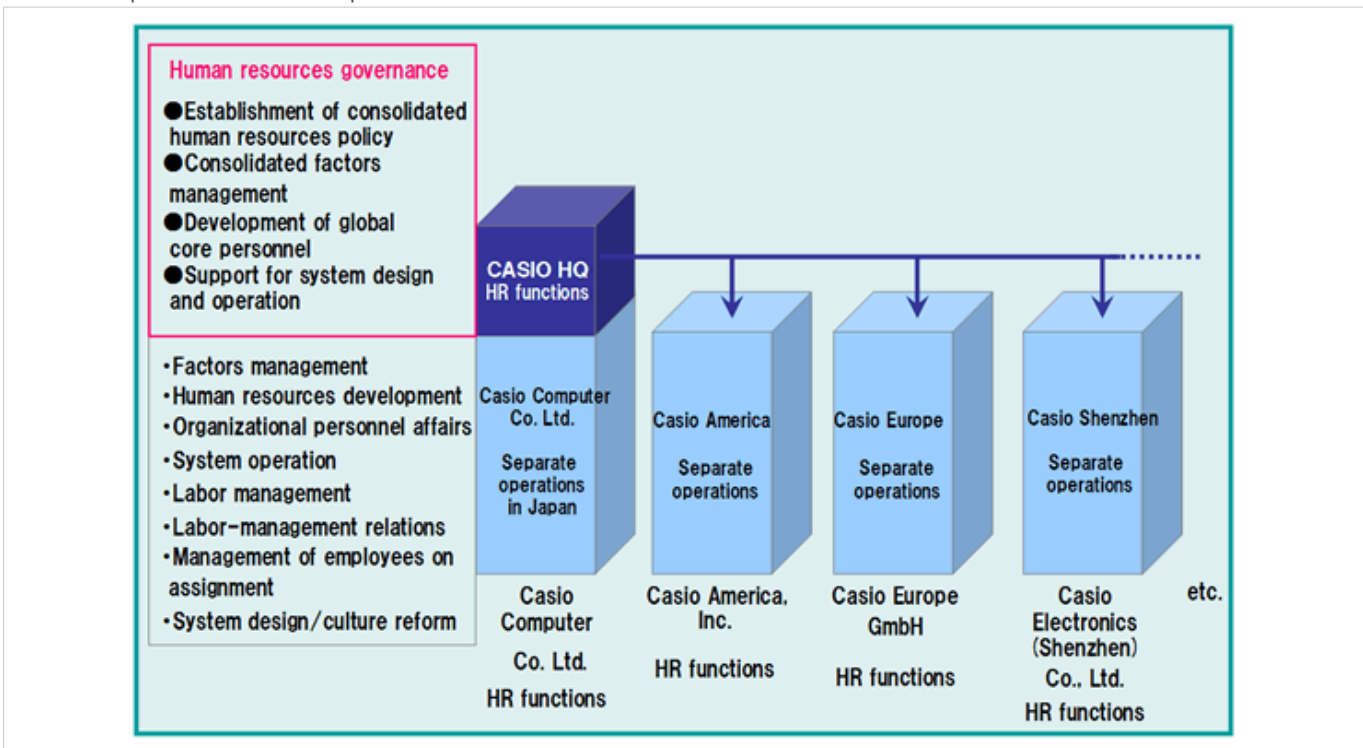 Human resources governance
●Establishment of consolidated
human resources policy
●Consolidated factors
management
●Development of global
core personnel
●Support for system design
and operation
・Factors management
・Human resources development
・Organizational personnel affairs
・System operation
・Labor management
・Labor-management relations
・Management of employees on
assignment
・System design/culture reform
CASIO HQ
HR functions
Casio Computer
Co. Ltd.
Separate
operations
in Japan
Casio America
Separate
operations
Casio Europe
Separate
operations
Casio Shenzhen
Separate
operations
Casio
Computer
Co. Ltd.
HR functions
Casio America,
Inc.
HR functions
Casio Europe
GmbH
HR functions
Casio
Electronics
(Shenzhen)
Co., Ltd.
HR functions
etc.